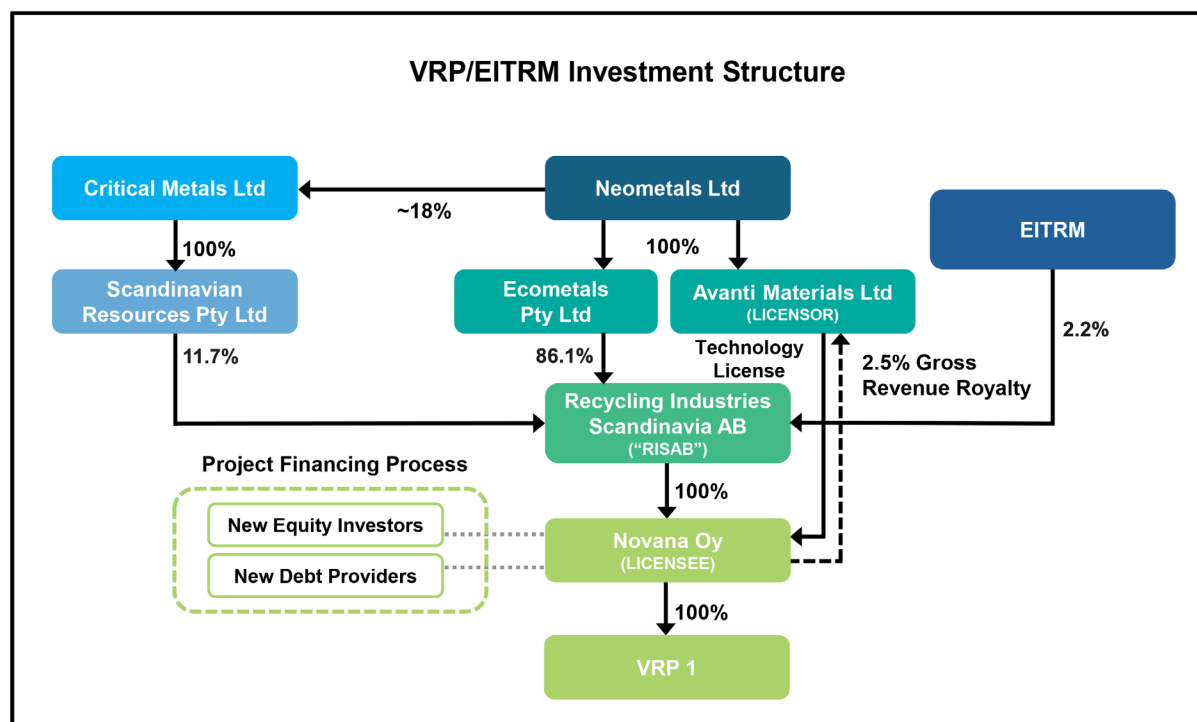 VRP/EITRM Investment Structure
Critical Metals Ltd
Neometals Ltd
~18%
EITRM
100%
100%
Scandinavian
Resources Pty Ltd
Ecometals
Pty Ltd
Avanti Materials Ltd
(LICENSOR)
11.7%
86.1%
Technology
License
2.5% Gross
Revenue Royalty
2.2%
Recycling Industries
Scandinavia AB
(“RISAB”)
Project Financing Process
100%
New Equity Investors
New Debt Providers
Novana Oy
(LICENSEE)
100%
VRP 1